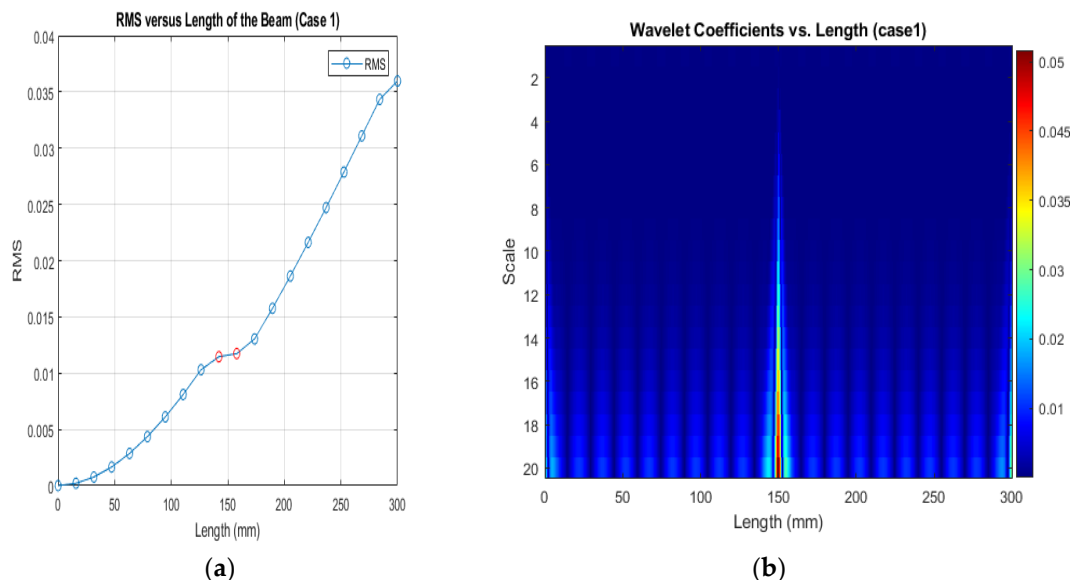 RMS versus Length of the Beam (Case 1)
0.04
0.035
0.03
0.025
0.02
0.015
0.01
0.005
0
RMS
RMS
0 50 100 150 200 250 300
Length (mm)
(a)
Wavelet Coefficients vs. Length (case1)
2
4
6
8
10
12
14
16
18
20
Scale
0 50 100 150 200 250 300
Length (mm)
0.05
0.045
0.03
0.02
0.01
(b)